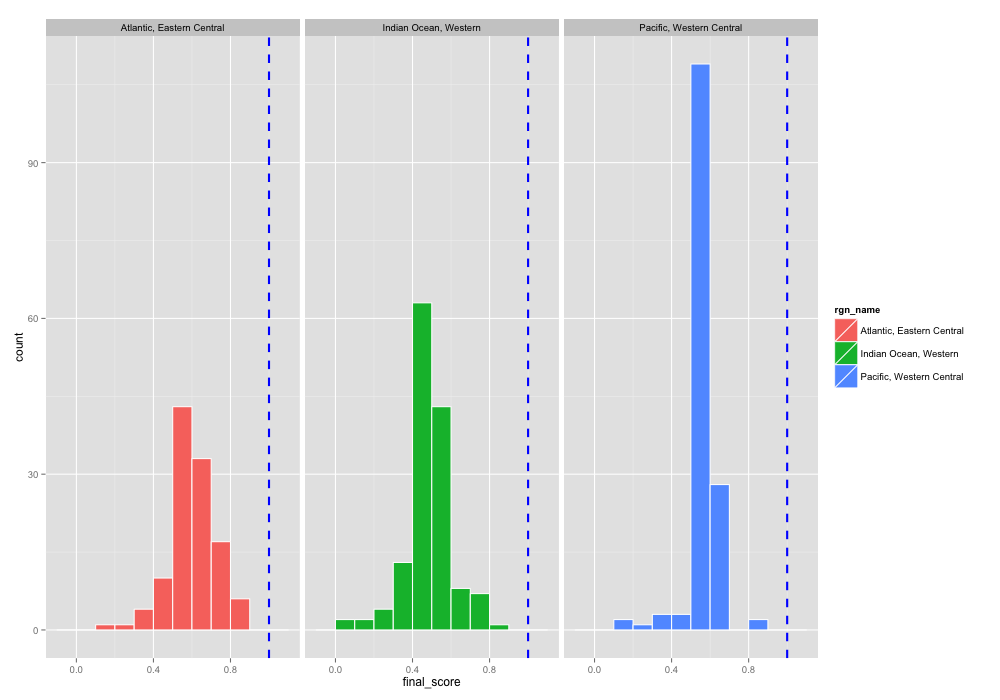 Atlantic, Eastern Central
Indian Ocean, Western
Pacific, Western Central
90
60
30
0
count
0.0 0.4 0.8
0.0 0.4 0.8
0.0 0.4 0.8
final_score
rgn_name
Atlantic, Eastern Central
Indian Ocean, Western
Pacific, Western Central